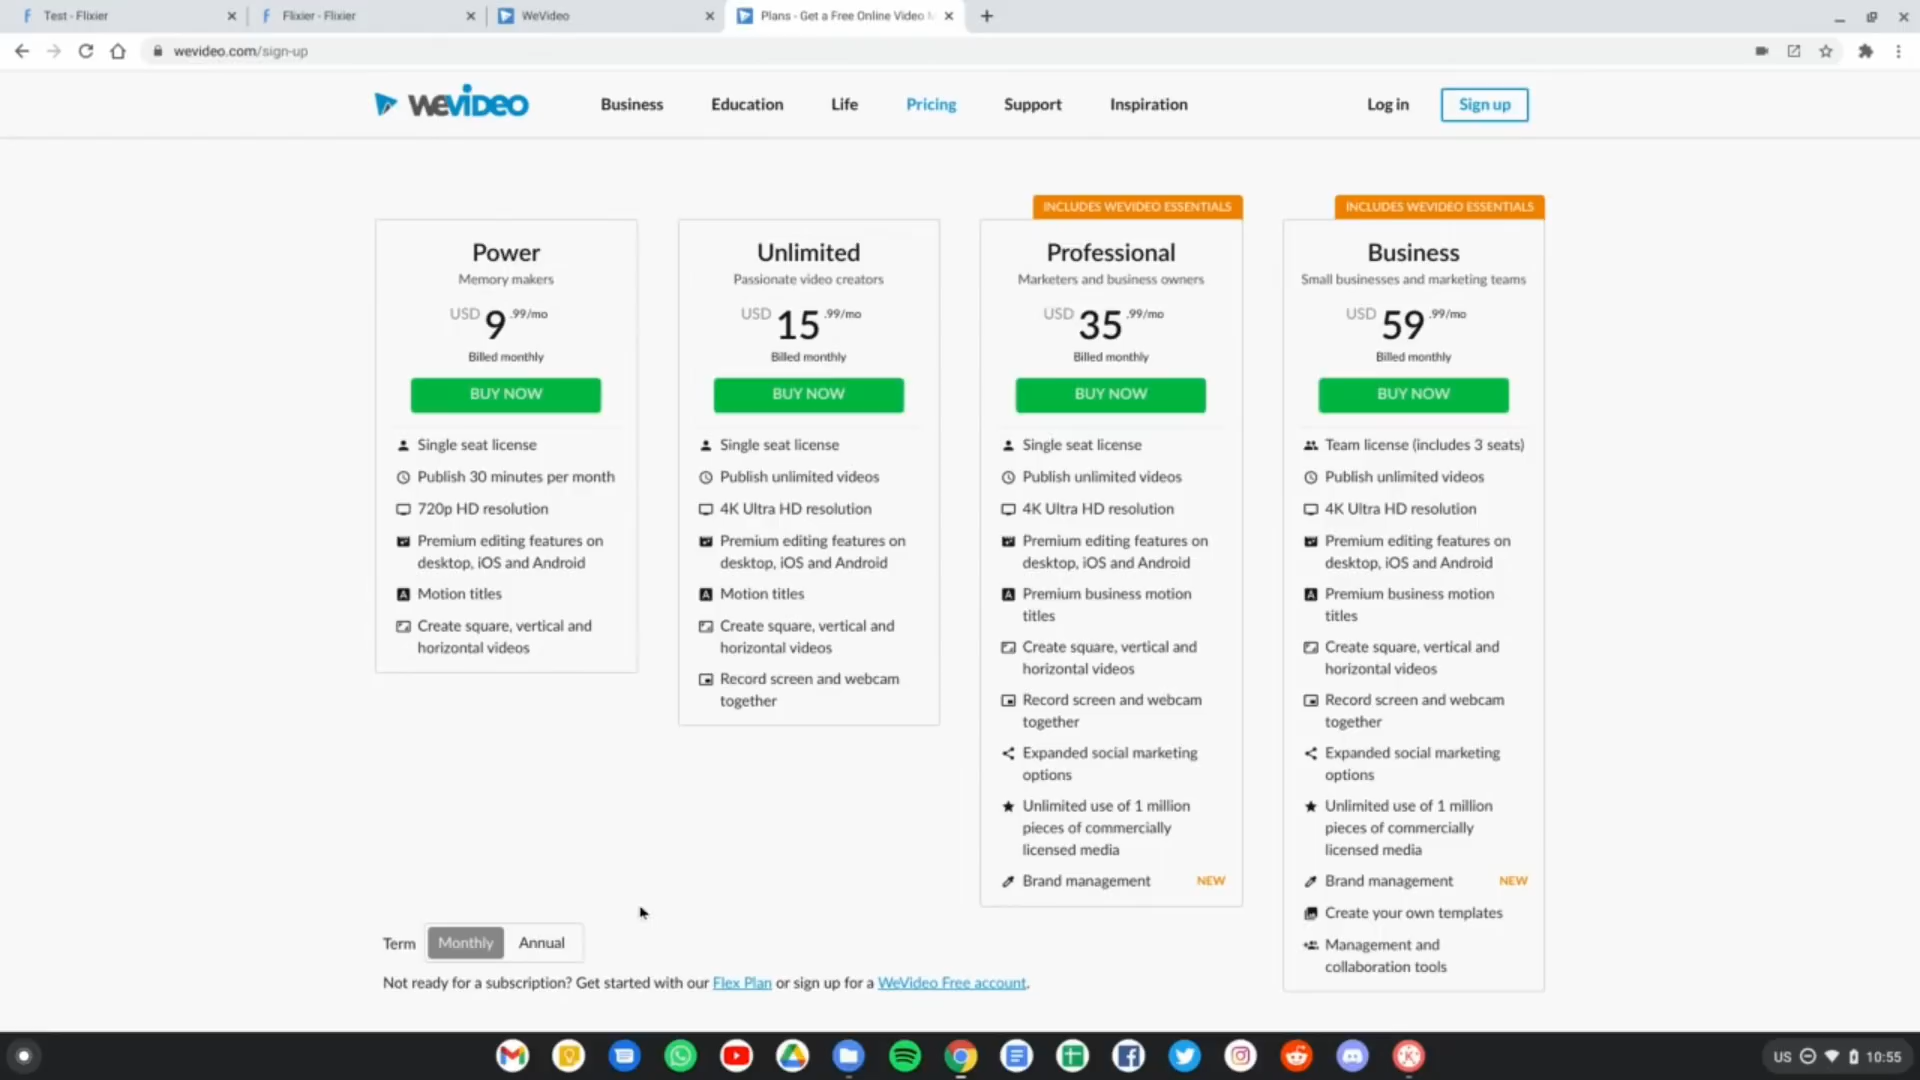 Test - Flixier
Flixier - Flixier
WeVideo
Plans - Get a Free Online Video
wevideo.com/sign-up
WEVIDEO
Business
Education
Life
Pricing
Support
Inspiration
Log in
Sign up
Power
Memory makers
USD 9 .99/mo
Billed monthly
BUY NOW
Single seat license
Publish 30 minutes per month
720p HD resolution
Premium editing features on
desktop, iOS and Android
Motion titles
Create square, vertical and
horizontal videos
Unlimited
Passionate video creators
USD 15 .99/mo
Billed monthly
BUY NOW
Single seat license
Publish unlimited videos
4K Ultra HD resolution
Premium editing features on
desktop, iOS and Android
Motion titles
Create square, vertical and
horizontal videos
Record screen and webcam
together
INCLUDES WEVIDEO ESSENTIALS
Professional
Marketers and business owners
USD 35 .99/mo
Billed monthly
BUY NOW
Single seat license
Publish unlimited videos
4K Ultra HD resolution
Premium editing features on
desktop, iOS and Android
Premium business motion
titles
Create square, vertical and
horizontal videos
Record screen and webcam
together
Expanded social marketing
options
Unlimited use of 1 million
pieces of commercially
licensed media
Brand management NEW
INCLUDES WEVIDEO ESSENTIALS
Business
Small businesses and marketing teams
USD 59 .99/mo
Billed monthly
BUY NOW
Team license (includes 3 seats)
Publish unlimited videos
4K Ultra HD resolution
Premium editing features on
desktop, iOS and Android
Premium business motion
titles
Create square, vertical and
horizontal videos
Record screen and webcam
together
Expanded social marketing
options
Unlimited use of 1 million
pieces of commercially
licensed media
Brand management NEW
Create your own templates
Management and
collaboration tools
Term Monthly Annual
Not ready for a subscription? Get started with our Flex Plan or sign up for a WeVideo Free account.
US 10:55